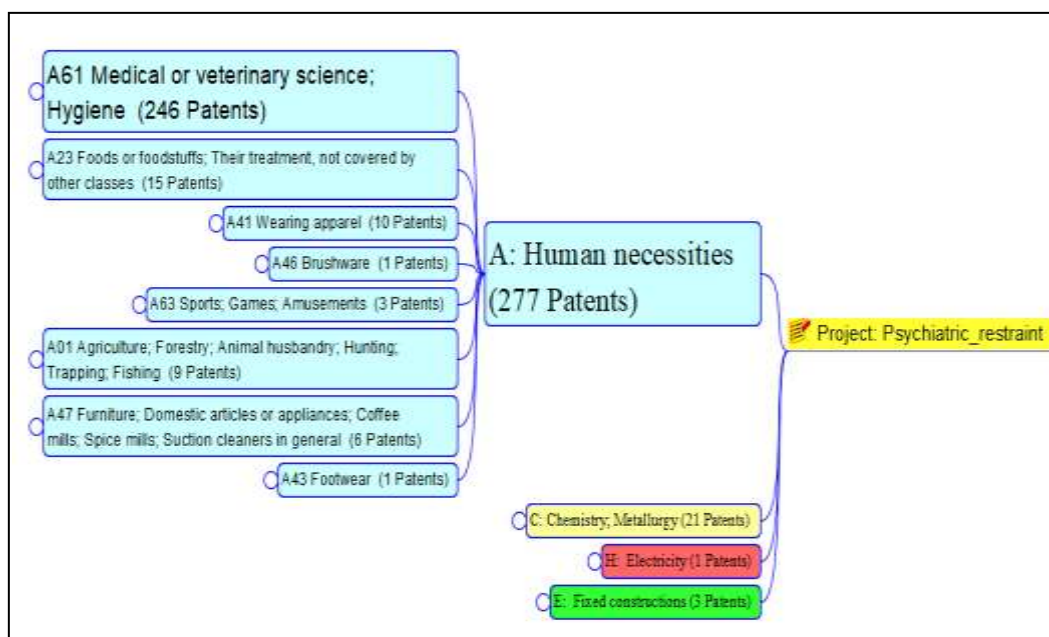 A61 Medical or veterinary science;
Hygiene (246 Patents)
A23 Foods or foodstuffs; Their treatment, not covered by
other classes (15 Patents)
A41 Wearing apparel (10 Patents)
A46 Brushware (1 Patents)
A63 Sports; Games; Amusements (3 Patents)
A01 Agriculture; Forestry; Animal husbandry; Hunting;
Trapping; Fishing (9 Patents)
A47 Furniture; Domestic articles or appliances; Coffee
mills; Spice mills; Suction cleaners in general (6 Patents)
A43 Footwear (1 Patents)
A: Human necessities
(277 Patents)
Project: Psychiatric_restraint
C: Chemistry; Metallurgy (21 Patents)
H: Electricity (1 Patents)
E: Fixed constructions (3 Patents)